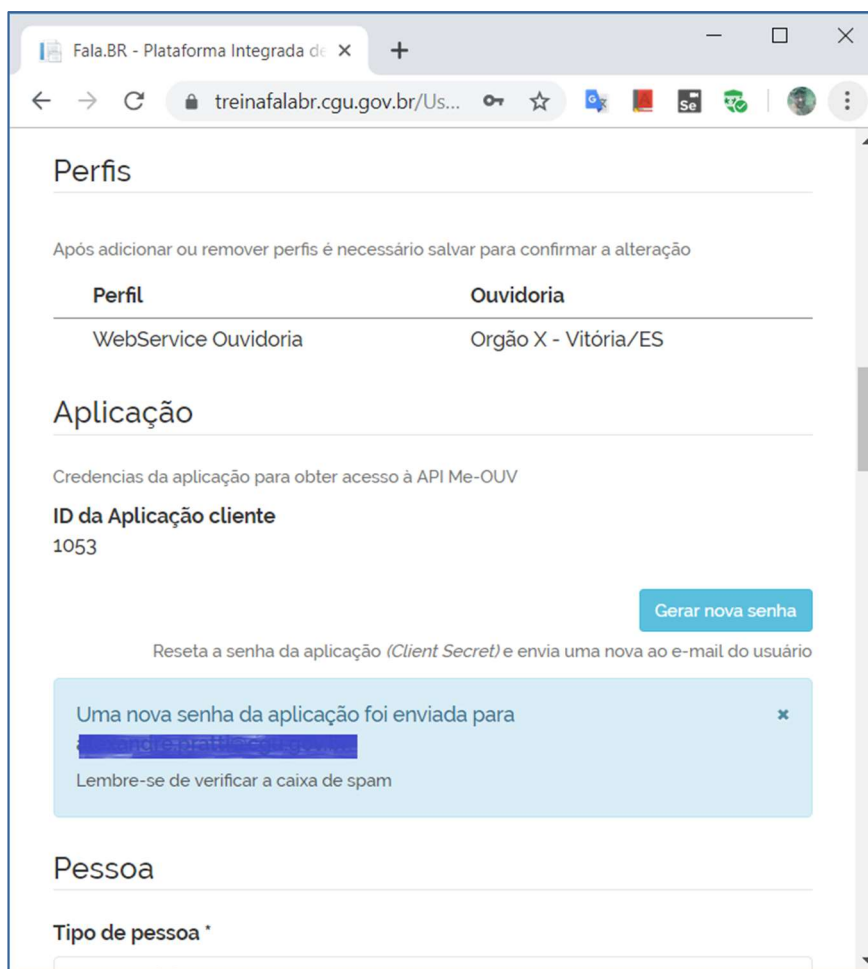 Fala.BR - Plataforma Integrada de
treinafalabr.cgu.gov.br/Us...
Perfis
Após adicionar ou remover perfis é necessário salvar para confirmar a alteração
Perfil Ouvidoria
WebService Ouvidoria Orgão X - Vitória/ES
Aplicação
Credencias da aplicação para obter acesso à API Me-OUV
ID da Aplicação cliente
1053
Gerar nova senha
Reseta a senha da aplicação (Client Secret) e envia uma nova ao e-mail do usuário
Uma nova senha da aplicação foi enviada para
Lembre-se de verificar a caixa de spam
Pessoa
Tipo de pessoa *